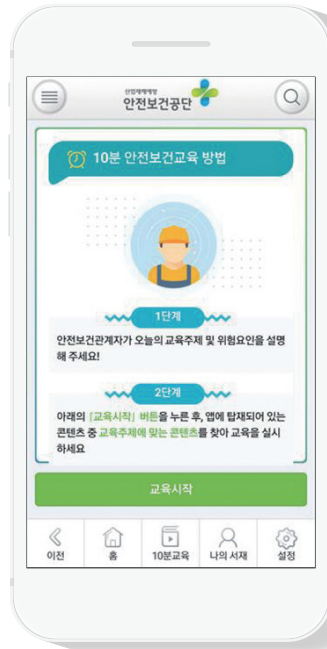 산업재해예방
안전보건공단
10분 안전보건교육 방법
1단계
안전보건관계자가 오늘의 교육주제 및 위험요인을 설명
해 주세요!
2단계
아래의 「교육시작」 버튼을 누른 후, 앱에 탑재되어 있는
콘텐츠 중 교육주제에 맞는 콘텐츠를 찾아 교육을 실시
하세요
교육시작
이전 홈 10분교육 나의 서재 설정